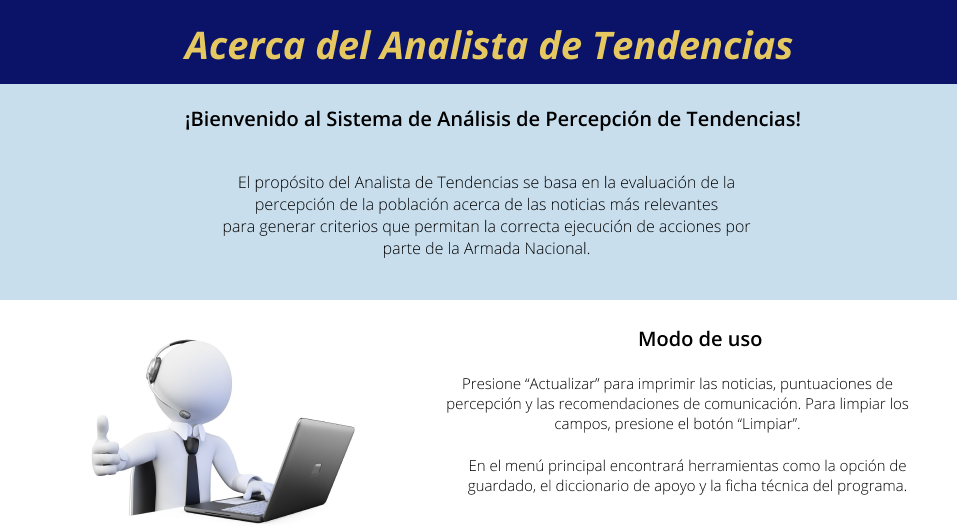 Acerca del Analista de Tendencias
¡Bienvenido al Sistema de Análisis de Percepción de Tendencias!
El propósito del Analista de Tendencias se basa en la evaluación de la
percepción de la población acerca de las noticias más relevantes
para generar criterios que permitan la correcta ejecución de acciones por
parte de la Armada Nacional.
Modo de uso
Presione “Actualizar” para imprimir las noticias, puntuaciones de
percepción y las recomendaciones de comunicación. Para limpiar los
campos, presione el botón “Limpiar”.
En el menú principal encontrará herramientas como la opción de
guardado, el diccionario de apoyo y la ficha técnica del programa.